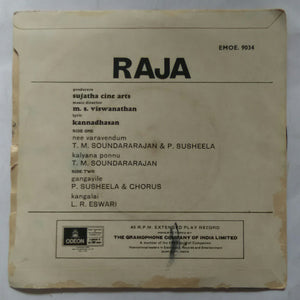 EMOE. 9034
RAJA
producers
sujatha cine arts
music director
m. s. viswanathan
lyric
kannadhasan
SIDE ONE
nee varavendum
T. M. SOUNDARARAJAN & P. SUSHEELA
kalyana ponnu
T. M. SOUNDARARAJAN
SIDE TWO
gangayile
P. SUSHEELA & CHORUS
kangalai
L. R. ESWARI
45 R.P.M. EXTENDED PLAY RECORD
THE GRAMOPHONE COMPANY OF INDIA LIMITED
ODEON